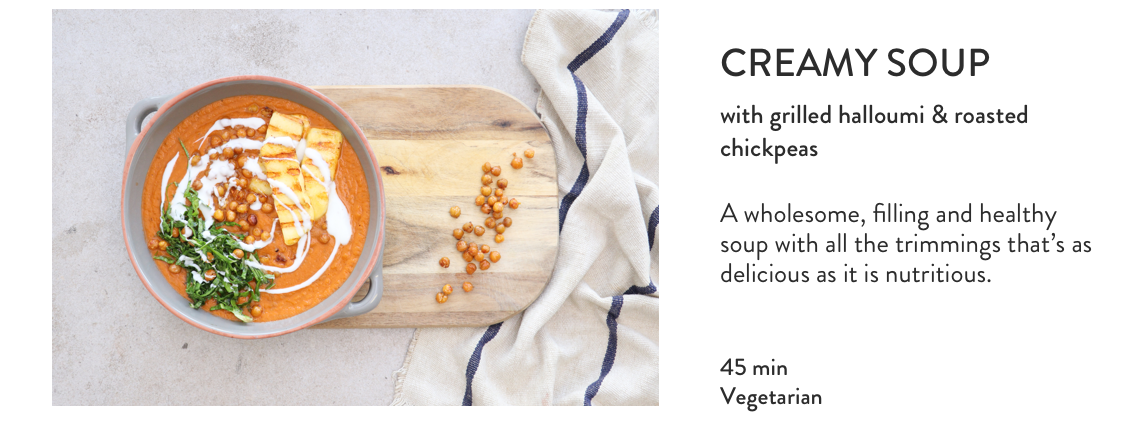 CREAMY SOUP
with grilled halloumi & roasted
chickpeas
A wholesome, filling and healthy
soup with all the trimmings that's as
delicious as it is nutritious.
45 min
Vegetarian